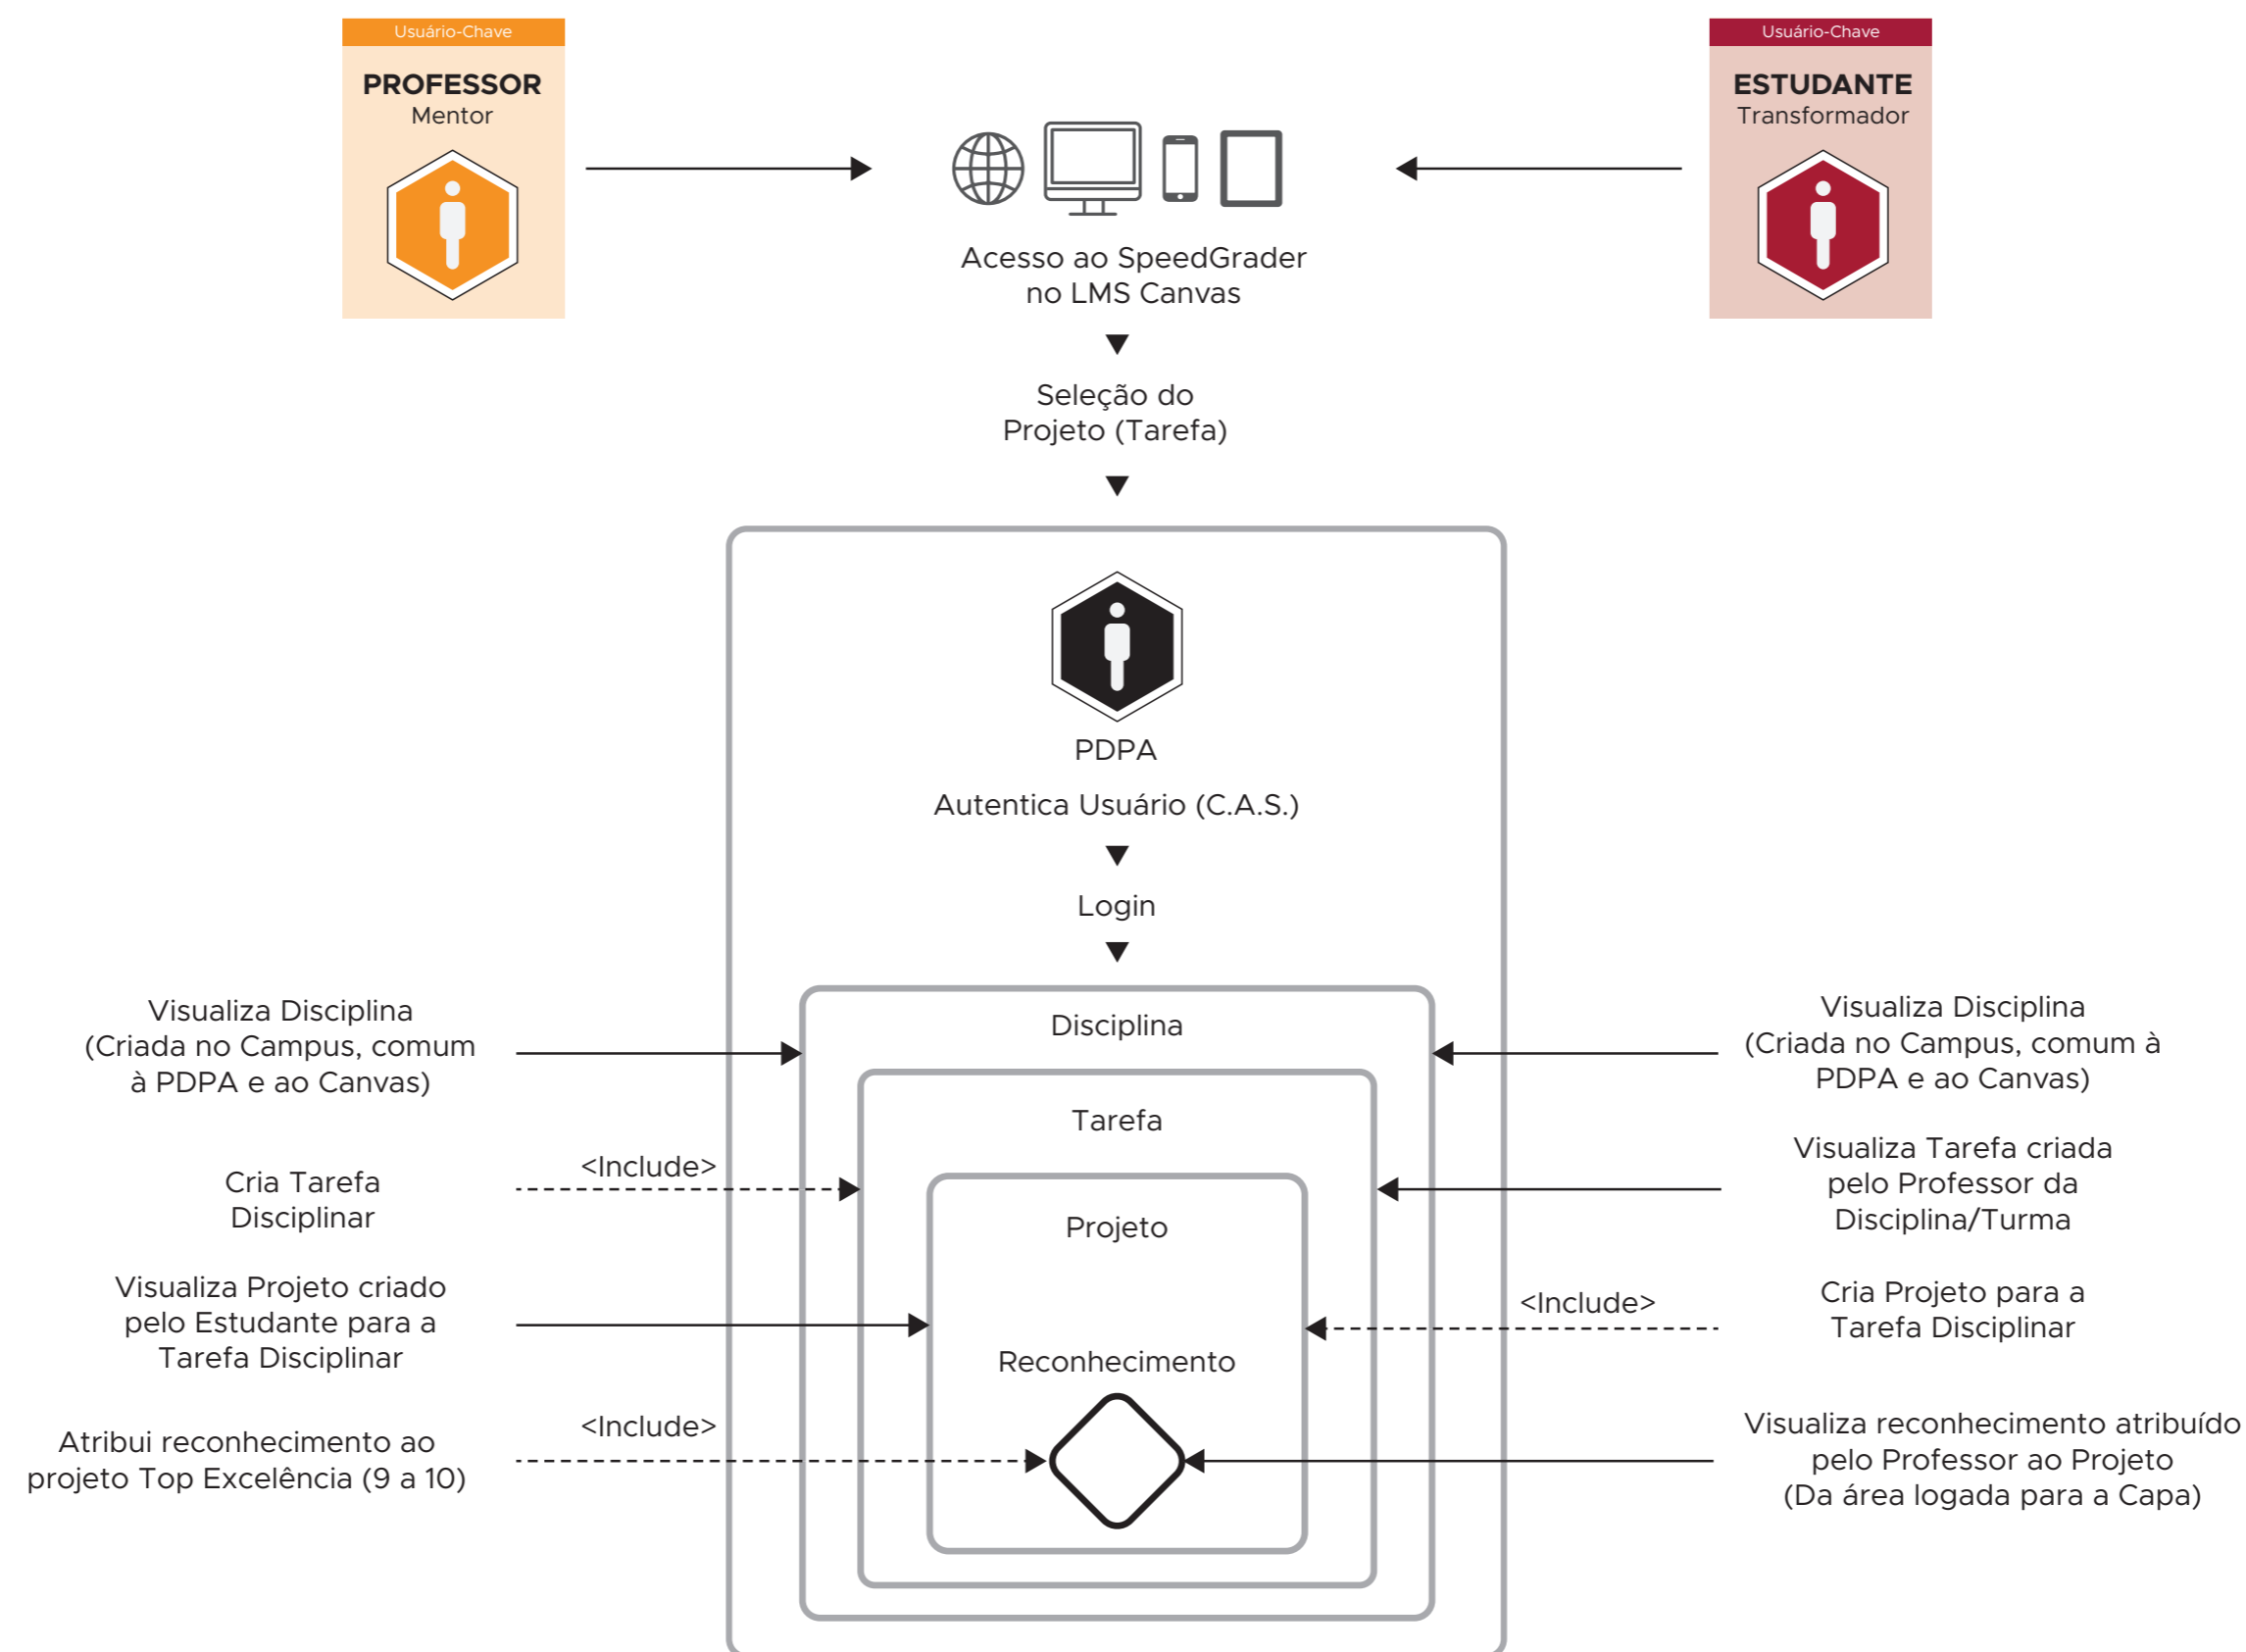 Usuário-Chave
PROFESSOR
Mentor
Usuário-Chave
ESTUDANTE
Transformador
Acesso ao SpeedGrader
no LMS Canvas
Seleção do
Projeto (Tarefa)
PDPA
Autentica Usuário (C.A.S.)
Login
Visualiza Disciplina
(Criada no Campus, comum
à PDPA e ao Canvas)
Disciplina
Visualiza Disciplina
(Criada no Campus, comum à
PDPA e ao Canvas)
Cria Tarefa
Disciplinar
<Include>
Tarefa
Visualiza Tarefa criada
pelo Professor da
Disciplina/Turma
Visualiza Projeto criado
pelo Estudante para a
Tarefa Disciplinar
Projeto
<Include>
Cria Projeto para a
Tarefa Disciplinar
Atribui reconhecimento ao
projeto Top Excelência (9 a 10)
<Include>
Reconhecimento
Visualiza reconhecimento atribuído
pelo Professor ao Projeto
(Da área logada para a Capa)